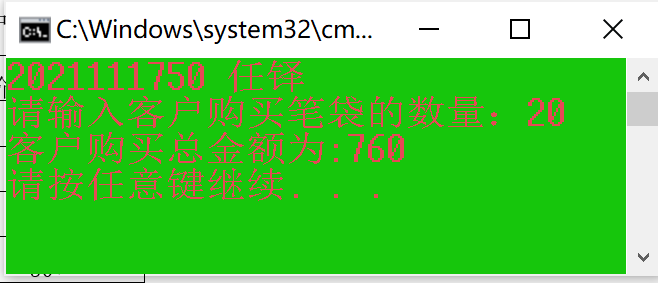 C:\Windows\system32\cm...
2021111750 任铎
请输入客户购买笔袋的数量：20
客户购买总金额为:760
请按任意键继续. . .